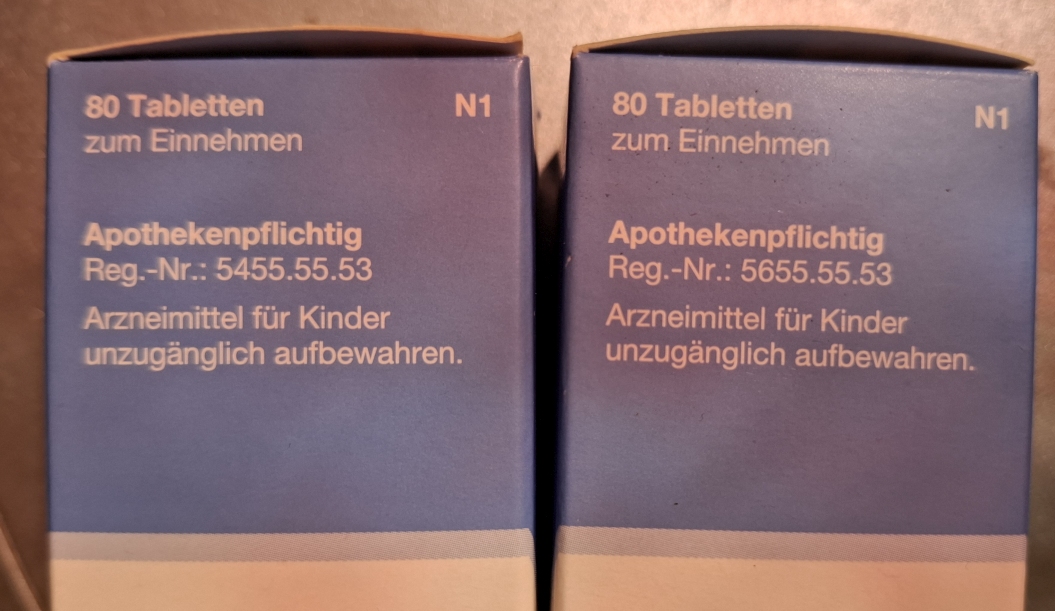 80 Tabletten N1
zum Einnehmen
Apothekenpflichtig
Reg.-Nr.: 5455.55.53
Arzneimittel für Kinder
unzugänglich aufbewahren.
80 Tabletten N1
zum Einnehmen
Apothekenpflichtig
Reg.-Nr.: 5655.55.53
Arzneimittel für Kinder
unzugänglich aufbewahren.